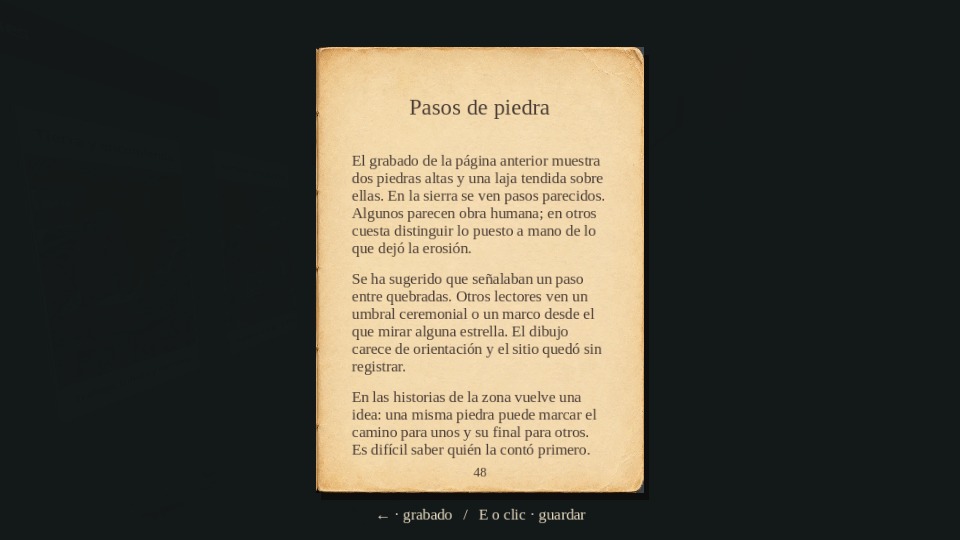 Pasos de piedra
El grabado de la página anterior muestra
dos piedras altas y una laja tendida sobre
ellas. En la sierra se ven pasos parecidos.
Algunos parecen obra humana; en otros
cuesta distinguir lo puesto a mano de lo
que dejó la erosión.
Se ha sugerido que señalaban un paso
entre quebradas. Otros lectores ven un
umbral ceremonial o un marco desde el
que mirar alguna estrella. El dibujo
carece de orientación y el sitio quedó sin
registrar.
En las historias de la zona vuelve una
idea: una misma piedra puede marcar el
camino para unos y su final para otros.
Es difícil saber quién la contó primero.
48
← · grabado / E o clic · guardar